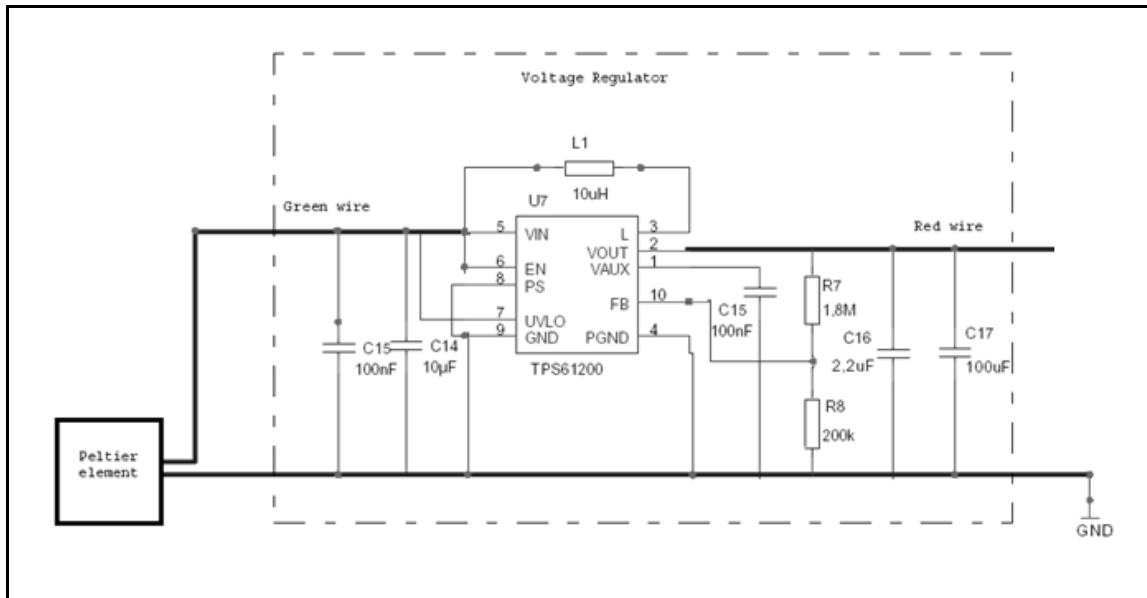 Voltage Regulator
L1
10uH
U7
Green wire
Red wire
5
VIN
L
3
VOUT
2
6
EN
VAUX
1
8
PS
FB
10
7
UVLO
9
GND
PGND
4
TPS61200
C15
100nF
C14
10µF
C15
100nF
R7
1,8M
C16
2,2uF
C17
100uF
R8
200k
Peltier
element
GND